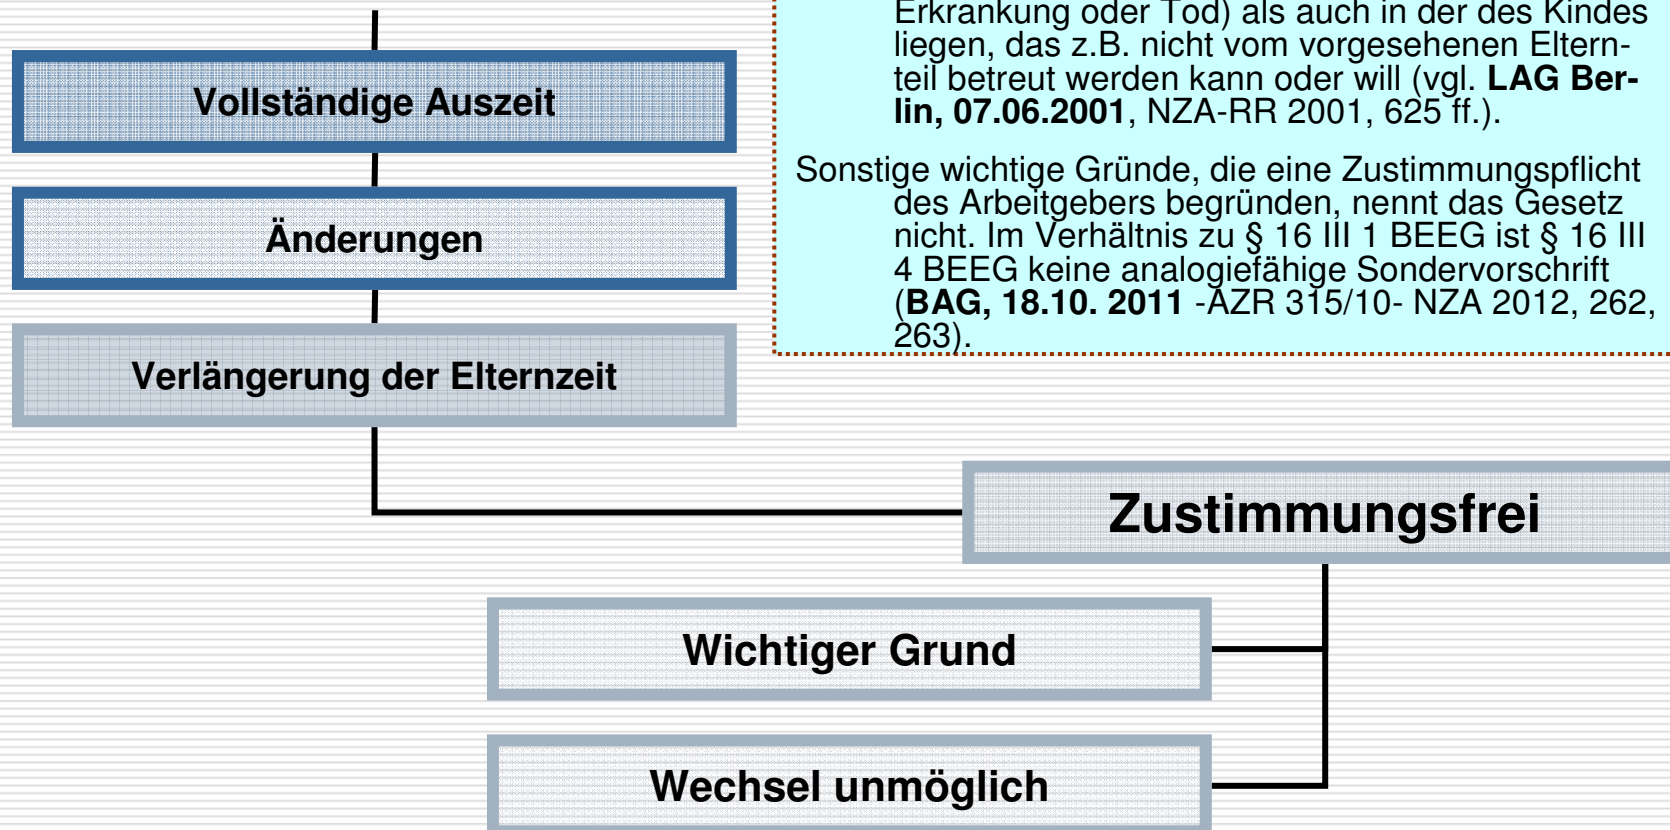 Erkrankung oder Tod) als auch in der des Kindes
liegen, das z.B. nicht vom vorgesehenen Eltern-
teil betreut werden kann oder will (vgl. LAG Ber-
lin, 07.06.2001, NZA-RR 2001, 625 ff.).
Sonstige wichtige Gründe, die eine Zustimmungspflicht
des Arbeitgebers begründen, nennt das Gesetz
nicht. Im Verhältnis zu § 16 III 1 BEEG ist § 16 III
4 BEEG keine analogiefähige Sondervorschrift
(BAG, 18.10. 2011 -AZR 315/10- NZA 2012, 262,
263).
Vollständige Auszeit
Änderungen
Verlängerung der Elternzeit
Zustimmungsfrei
Wichtiger Grund
Wechsel unmöglich